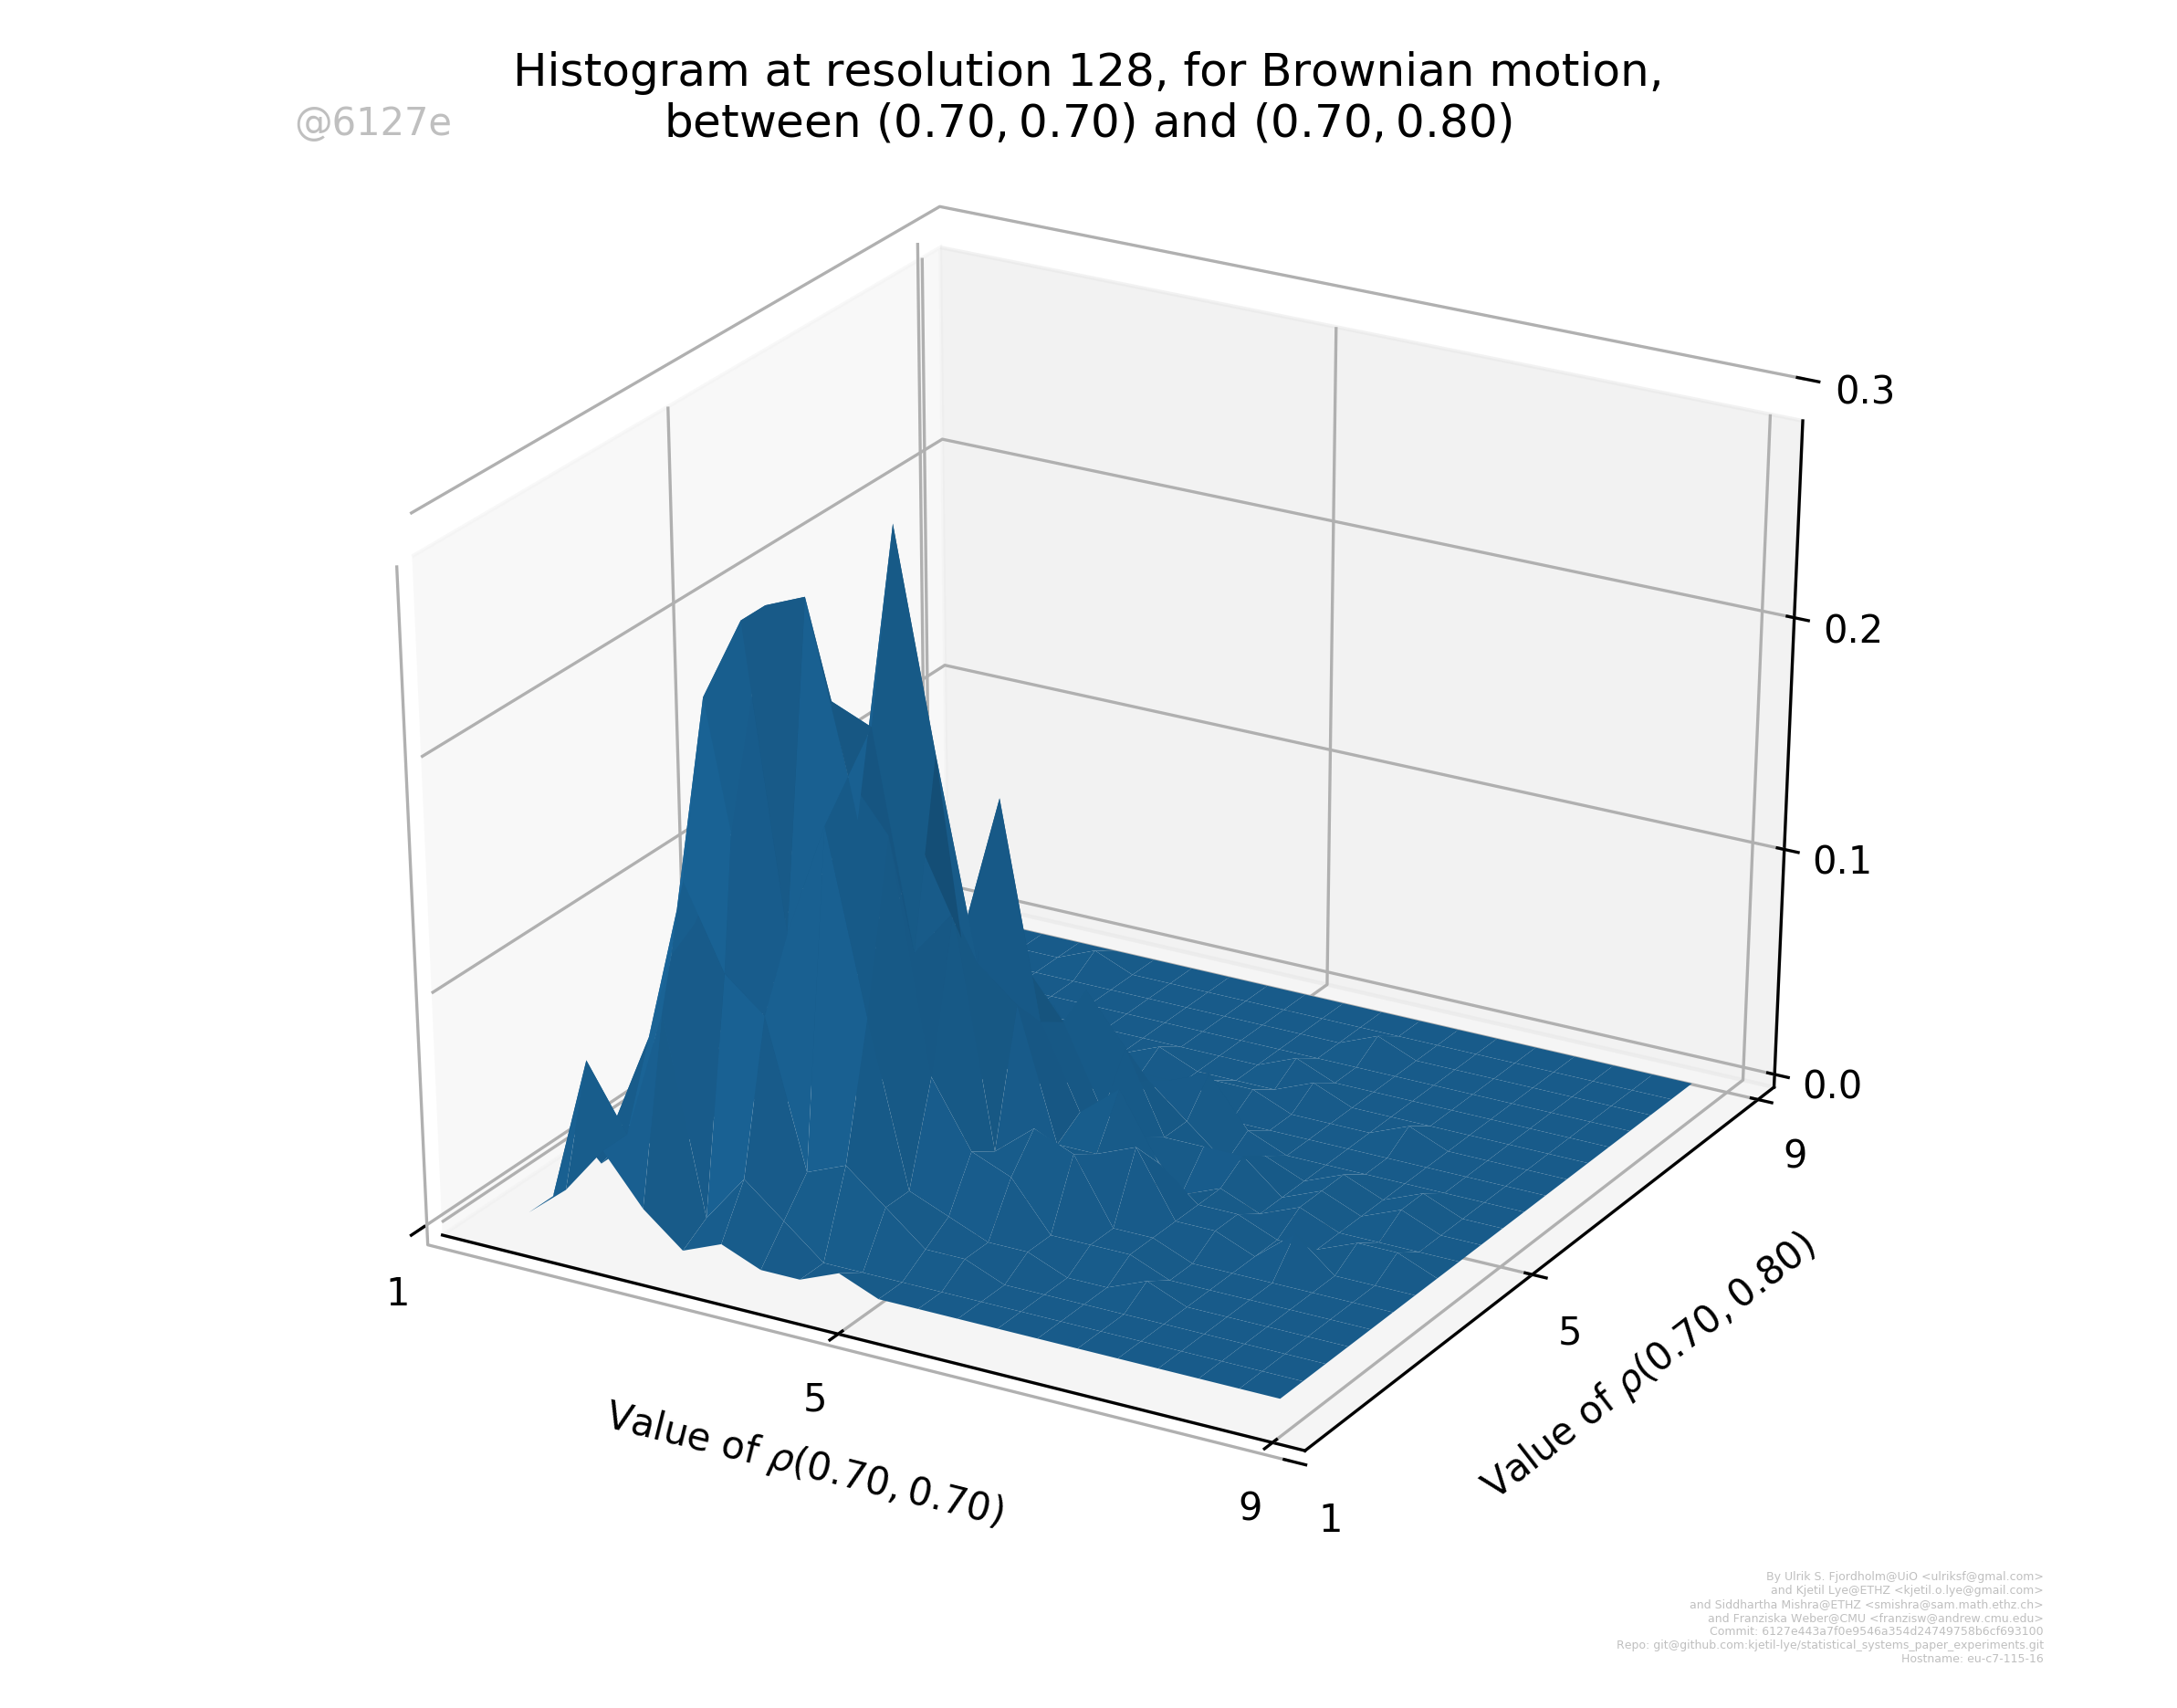 Histogram at resolution 128, for Brownian motion,
between (0.70, 0.70) and (0.70, 0.80)
@6127e
0.3
0.2
0.1
0.0
9
5
1
Value of ρ(0.70, 0.80)
1
5
9
Value of ρ(0.70, 0.70)
By Ulrik S. Fjordholm@UiO <ulriksf@gmal.com>
and Kjetil Lye@ETHZ <kjetil.o.lye@gmail.com>
and Siddhartha Mishra@ETHZ <smishra@sam.math.ethz.ch>
and Franziska Weber@CMU <franzisw@andrew.cmu.edu>
Commit: 6127e443a7f0e9546a354d24749758b6cf693100
Repo: git@github.com:kjetil-lye/statistical_systems_paper_experiments.git
Hostname: eu-c7-115-16